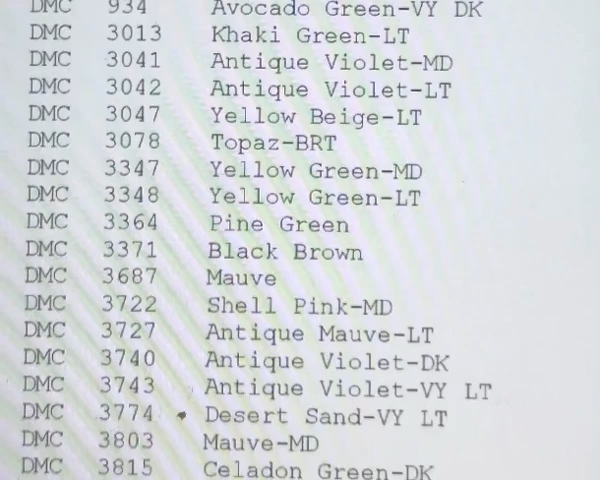 DMC 934 Avocado Green-VY DK
DMC 3013 Khaki Green-LT
DMC 3041 Antique Violet-MD
DMC 3042 Antique Violet-LT
DMC 3047 Yellow Beige-LT
DMC 3078 Topaz-BRT
DMC 3347 Yellow Green-MD
DMC 3348 Yellow Green-LT
DMC 3364 Pine Green
DMC 3371 Black Brown
DMC 3687 Mauve
DMC 3722 Shell Pink-MD
DMC 3727 Antique Mauve-LT
DMC 3740 Antique Violet-DK
DMC 3743 Antique Violet-VY LT
DMC 3774 Desert Sand-VY LT
DMC 3803 Mauve-MD
DMC 3815 Celadon Green-DK